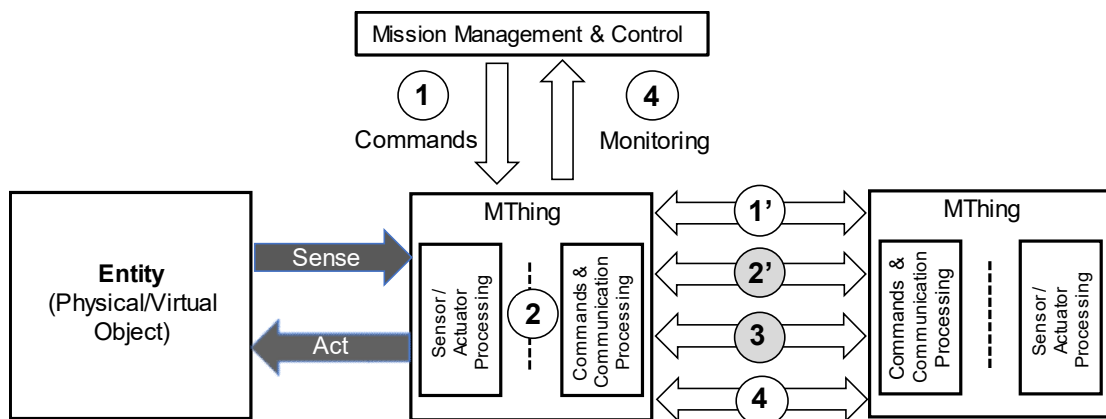 Mission Management & Control
1
4
Commands
Monitoring
Entity
(Physical/Virtual
Object)
Sense
Act
MThing
Sensor /
Actuator
Processing
2
Commands &
Communication
Processing
1’
2’
3
4
MThing
Commands &
Communication
Processing
Sensor /
Actuator
Processing